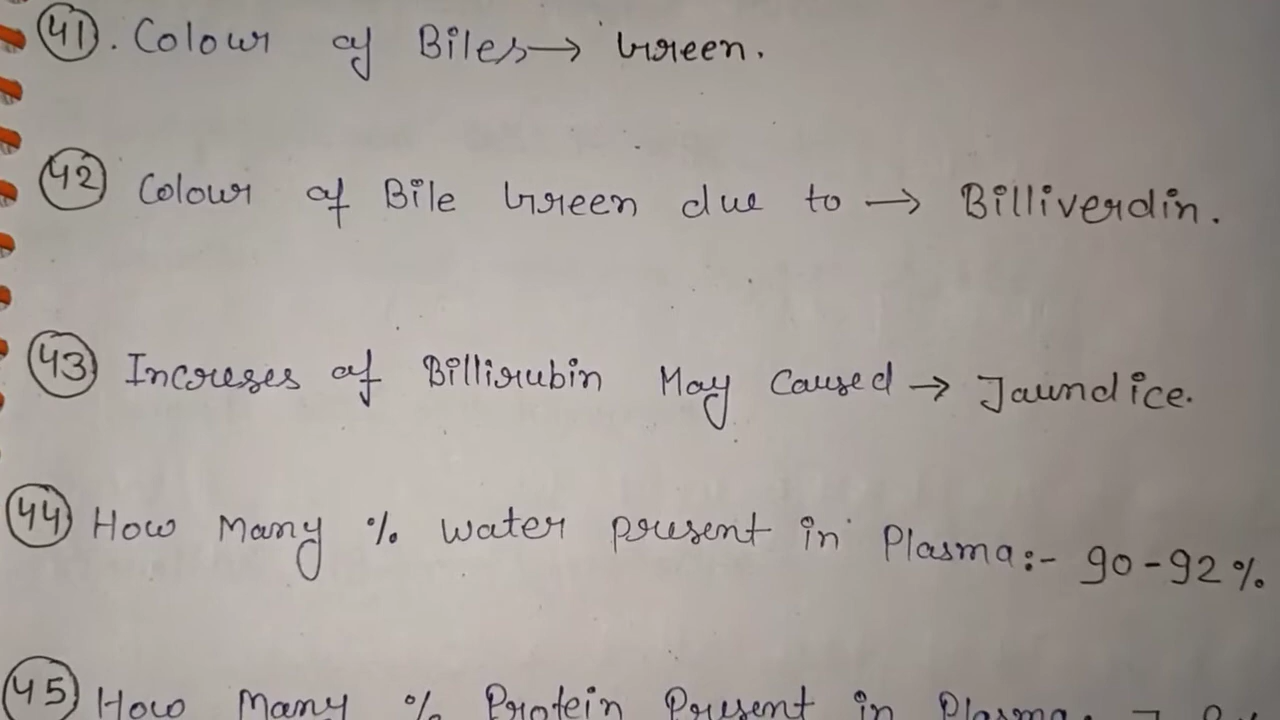 41. Colour of Biles → Green.
42 Colour of Bile Green due to → Billiverdin.
43 Increses of Billirubin May Caused → Jaundice.
44 How Many % water present in Plasma:- 90-92%
45 How Many % Protein Present in Plasma